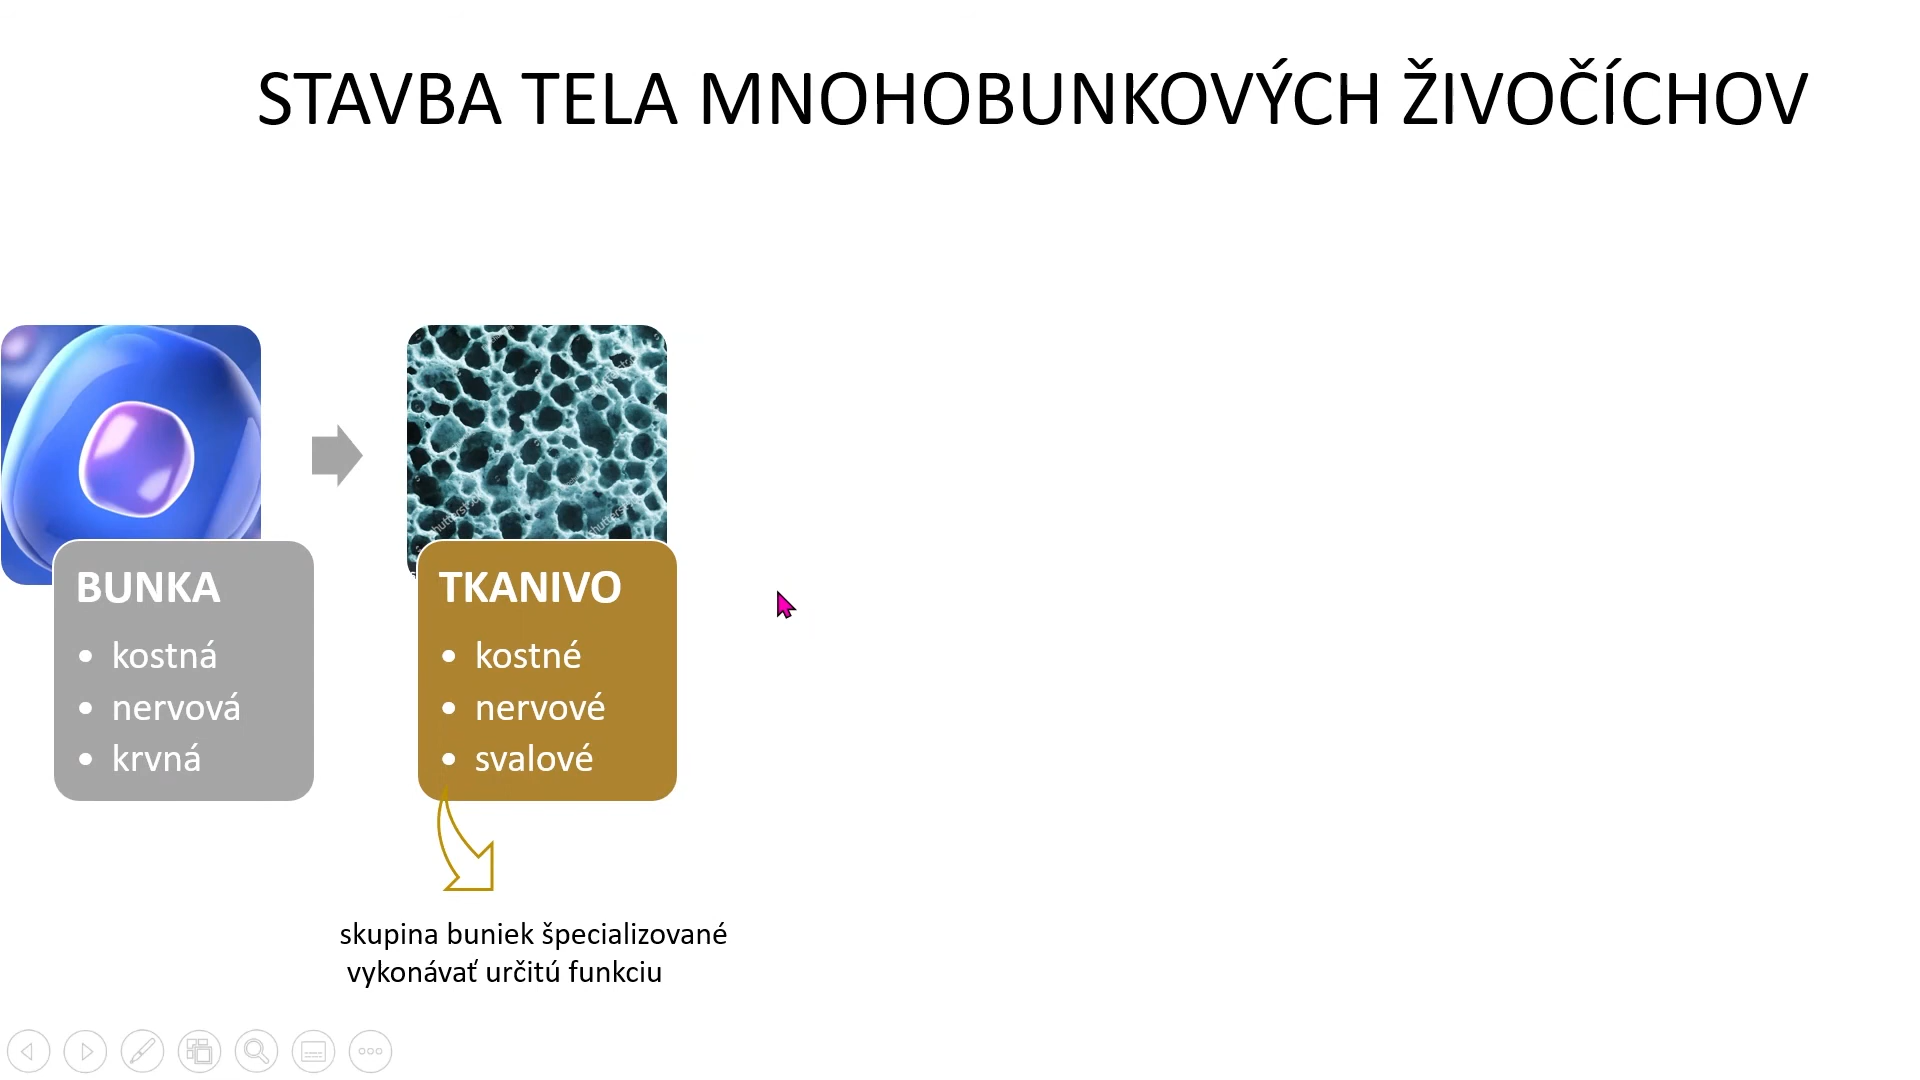 STAVBA TELA MNOHOBUNKOVÝCH ŽIVOČÍCHOV
BUNKA
• kostná
• nervová
• krvná
TKANIVO
• kostné
• nervové
• svalové
skupina buniek špecializované
vykonávať určitú funkciu